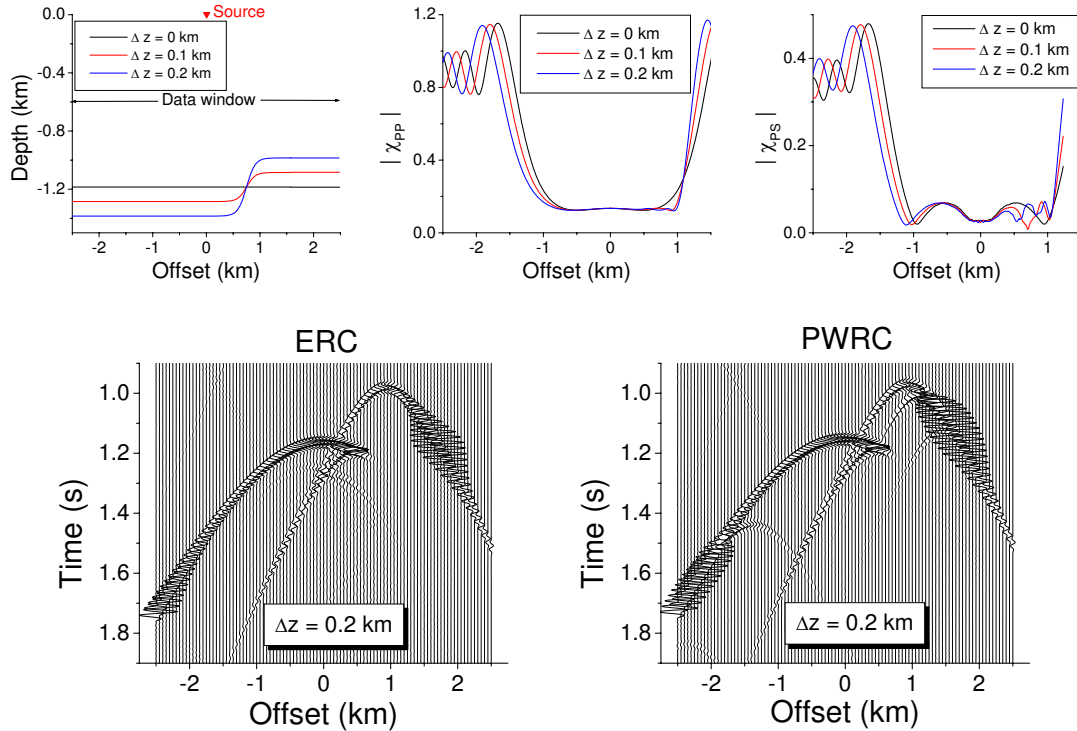 Source
Δ z = 0 km
Δ z = 0.1 km
Δ z = 0.2 km
Data window
0.0
-0.4
-0.6
-0.8
-1.2
Depth (km)
-2 -1 0 1 2
Offset (km)
Δ z = 0 km
Δ z = 0.1 km
Δ z = 0.2 km
1.2
0.8
0.4
0.0
| χPP |
-2 -1 0 1
Offset (km)
Δ z = 0 km
Δ z = 0.1 km
Δ z = 0.2 km
0.4
0.2
0.0
| χPS |
-2 -1 0 1
Offset (km)
ERC
1.0
1.2
1.4
1.6
1.8
Time (s)
Δz = 0.2 km
-2 -1 0 1 2
Offset (km)
PWRC
1.0
1.2
1.4
1.6
1.8
Time (s)
Δz = 0.2 km
-2 -1 0 1 2
Offset (km)